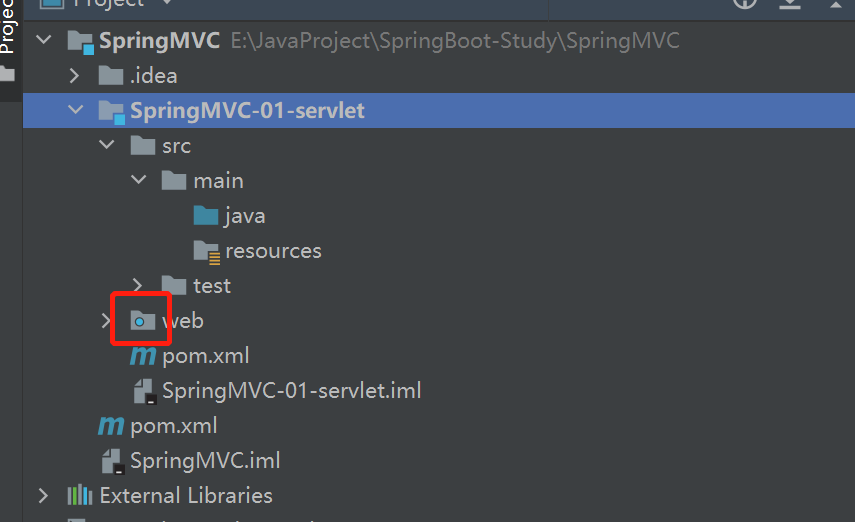 Project
Project
SpringMVC E:\JavaProject\SpringBoot-Study\SpringMVC
.idea
SpringMVC-01-servlet
src
main
java
resources
test
web
pom.xml
SpringMVC-01-servlet.iml
pom.xml
SpringMVC.iml
External Libraries